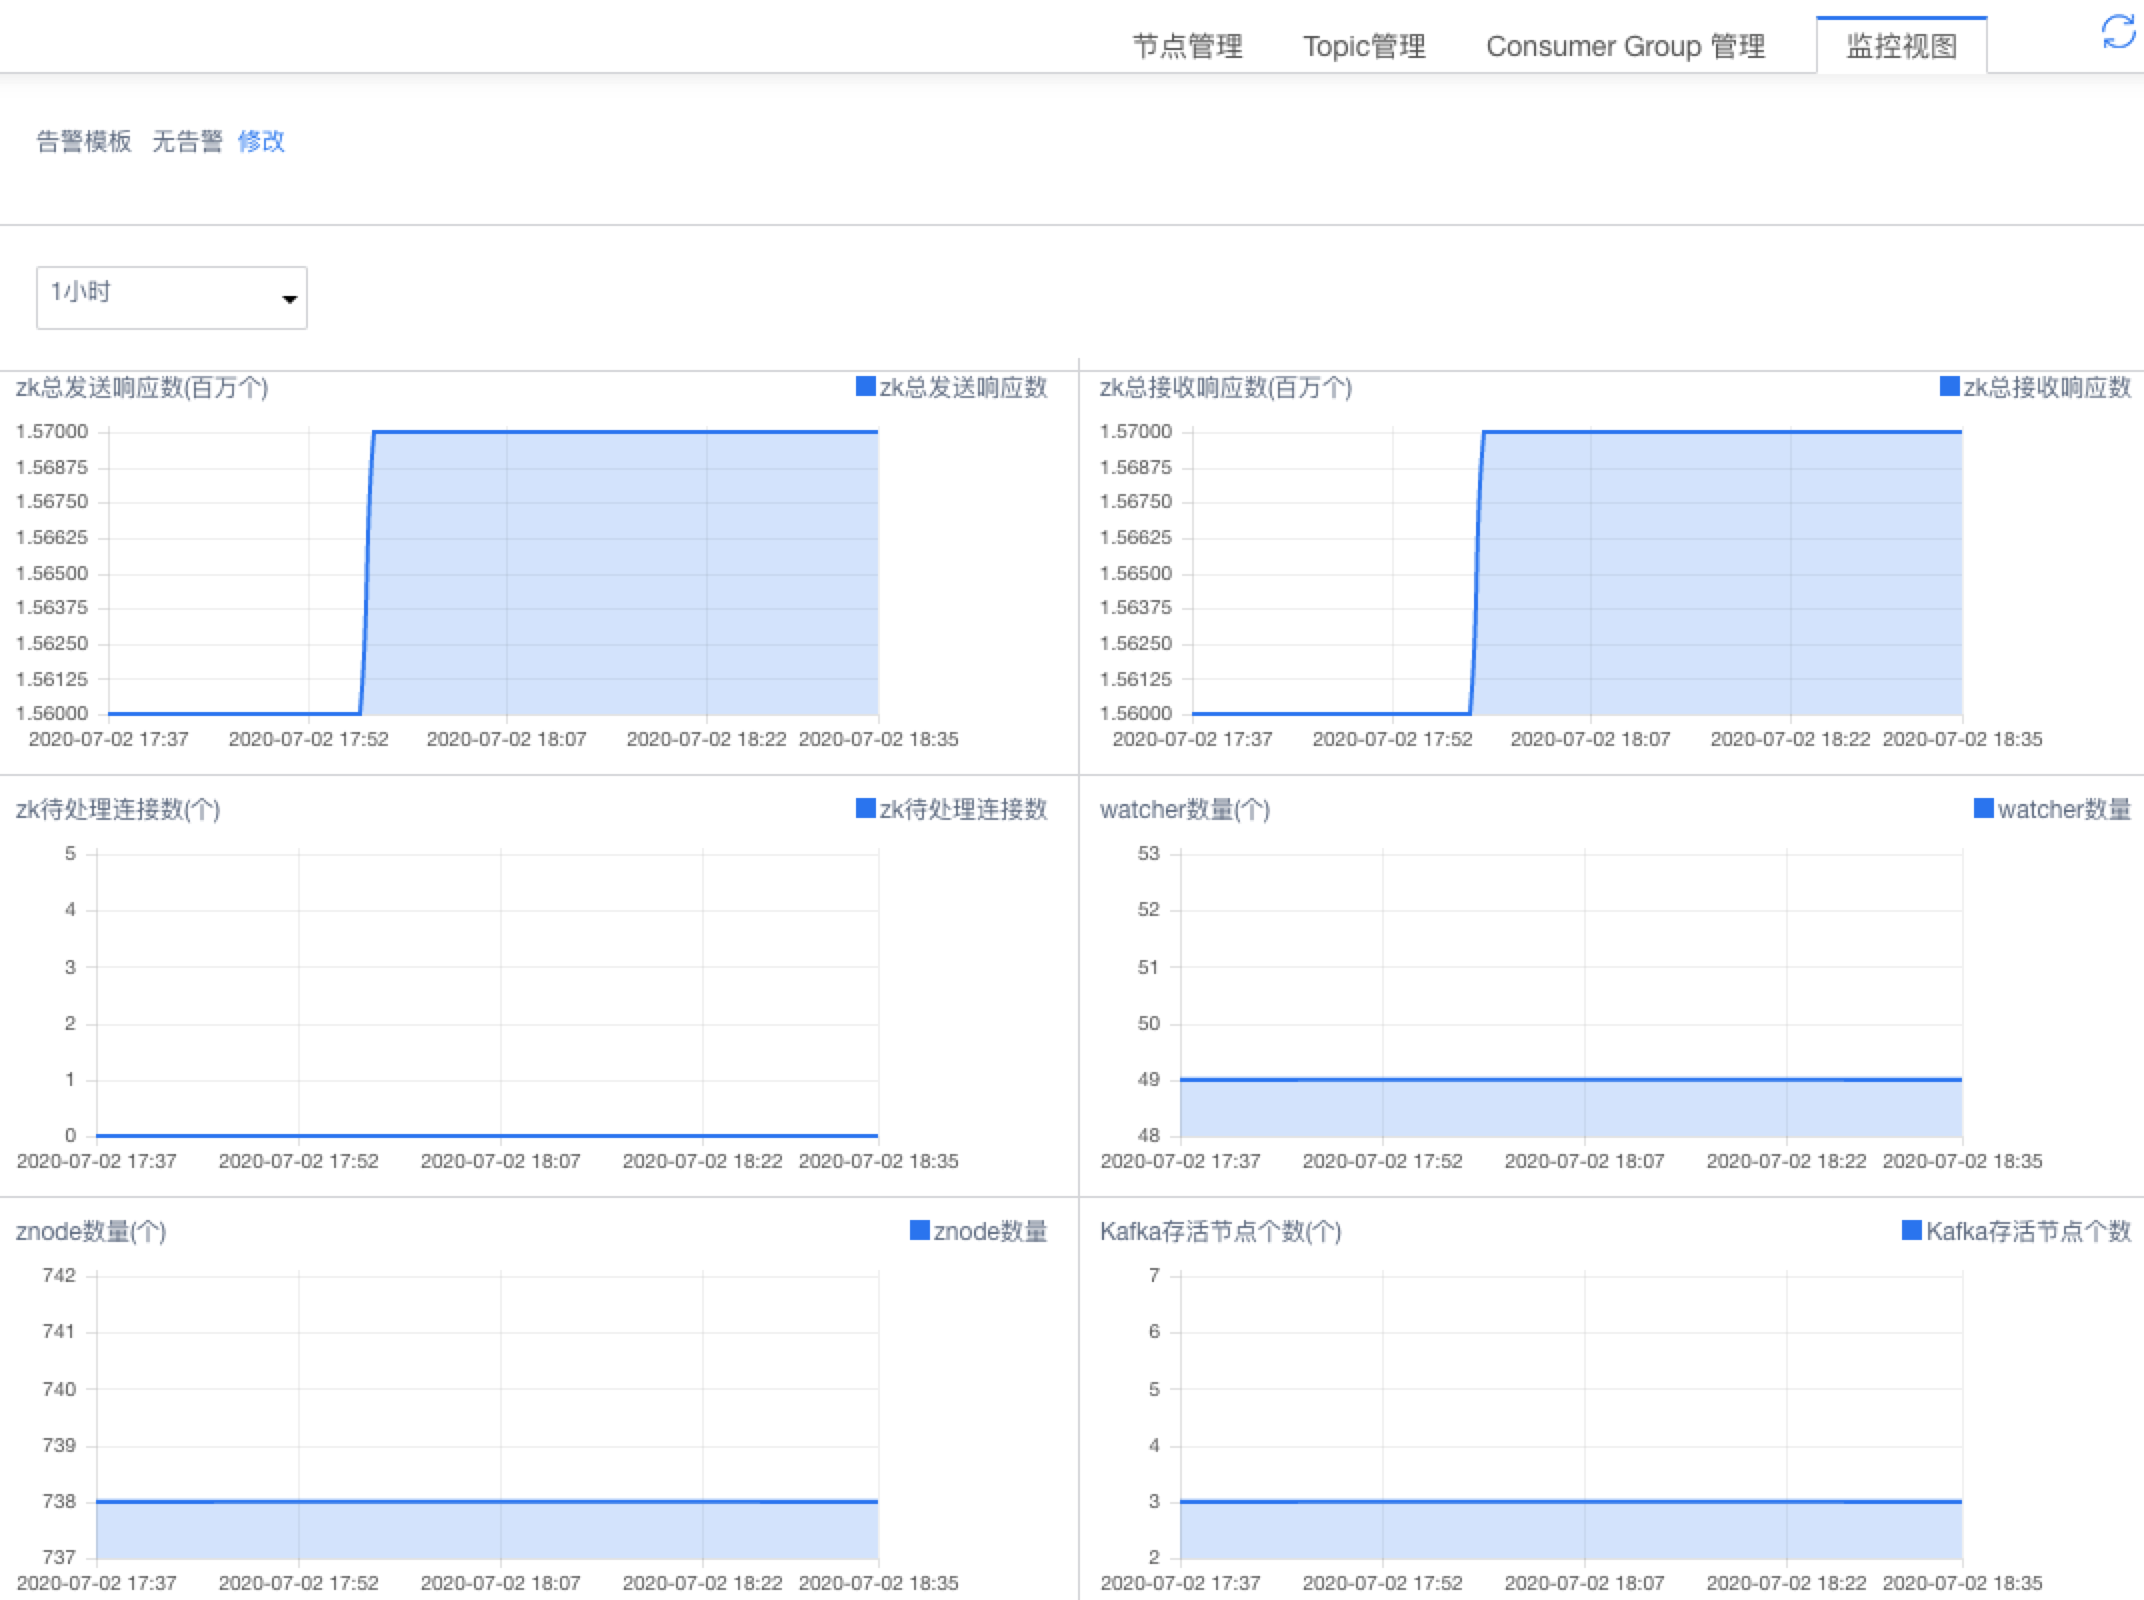 节点管理 Topic管理 Consumer Group 管理 监控视图
告警模板 无告警 修改
1小时
zk总发送响应数(百万个) zk总发送响应数
1.57000
1.56875
1.56750
1.56625
1.56500
1.56375
1.56250
1.56125
1.56000
2020-07-02 17:37 2020-07-02 17:52 2020-07-02 18:07 2020-07-02 18:22 2020-07-02 18:35
zk总接收响应数(百万个) zk总接收响应数
1.57000
1.56875
1.56750
1.56625
1.56500
1.56375
1.56250
1.56125
1.56000
2020-07-02 17:37 2020-07-02 17:52 2020-07-02 18:07 2020-07-02 18:22 2020-07-02 18:35
zk待处理连接数(个) zk待处理连接数
5
4
3
2
1
0
2020-07-02 17:37 2020-07-02 17:52 2020-07-02 18:07 2020-07-02 18:22 2020-07-02 18:35
watcher数量(个) watcher数量
53
52
51
50
49
48
2020-07-02 17:37 2020-07-02 17:52 2020-07-02 18:07 2020-07-02 18:22 2020-07-02 18:35
znode数量(个) znode数量
742
741
740
739
738
737
2020-07-02 17:37 2020-07-02 17:52 2020-07-02 18:07 2020-07-02 18:22 2020-07-02 18:35
Kafka存活节点个数(个) Kafka存活节点个数
7
6
5
4
3
2
2020-07-02 17:37 2020-07-02 17:52 2020-07-02 18:07 2020-07-02 18:22 2020-07-02 18:35